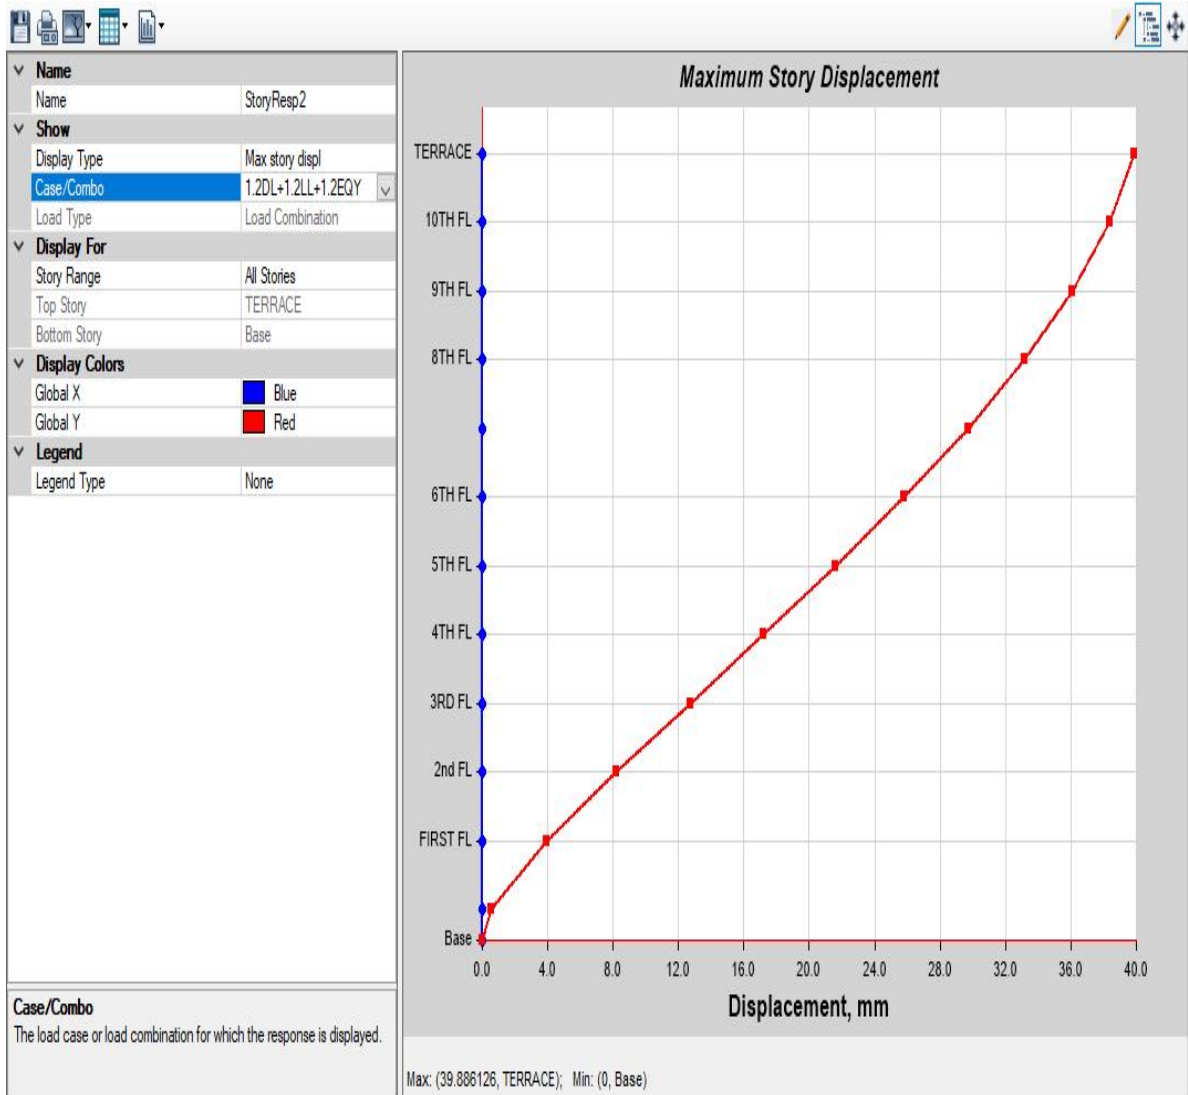 Name
Name StoryResp2
Show
Display Type Max story displ
Case/Combo 1.2DL+1.2LL+1.2EQY
Load Type Load Combination
Display For
Story Range All Stories
Top Story TERRACE
Bottom Story Base
Display Colors
Global X Blue
Global Y Red
Legend
Legend Type None
Case/Combo
The load case or load combination for which the response is displayed.
Maximum Story Displacement
TERRACE
10TH FL
9TH FL
8TH FL
6TH FL
5TH FL
4TH FL
3RD FL
2nd FL
FIRST FL
Base
0.0 4.0 8.0 12.0 16.0 20.0 24.0 28.0 32.0 36.0 40.0
Displacement, mm
Max: (39.886126, TERRACE); Min: (0, Base)